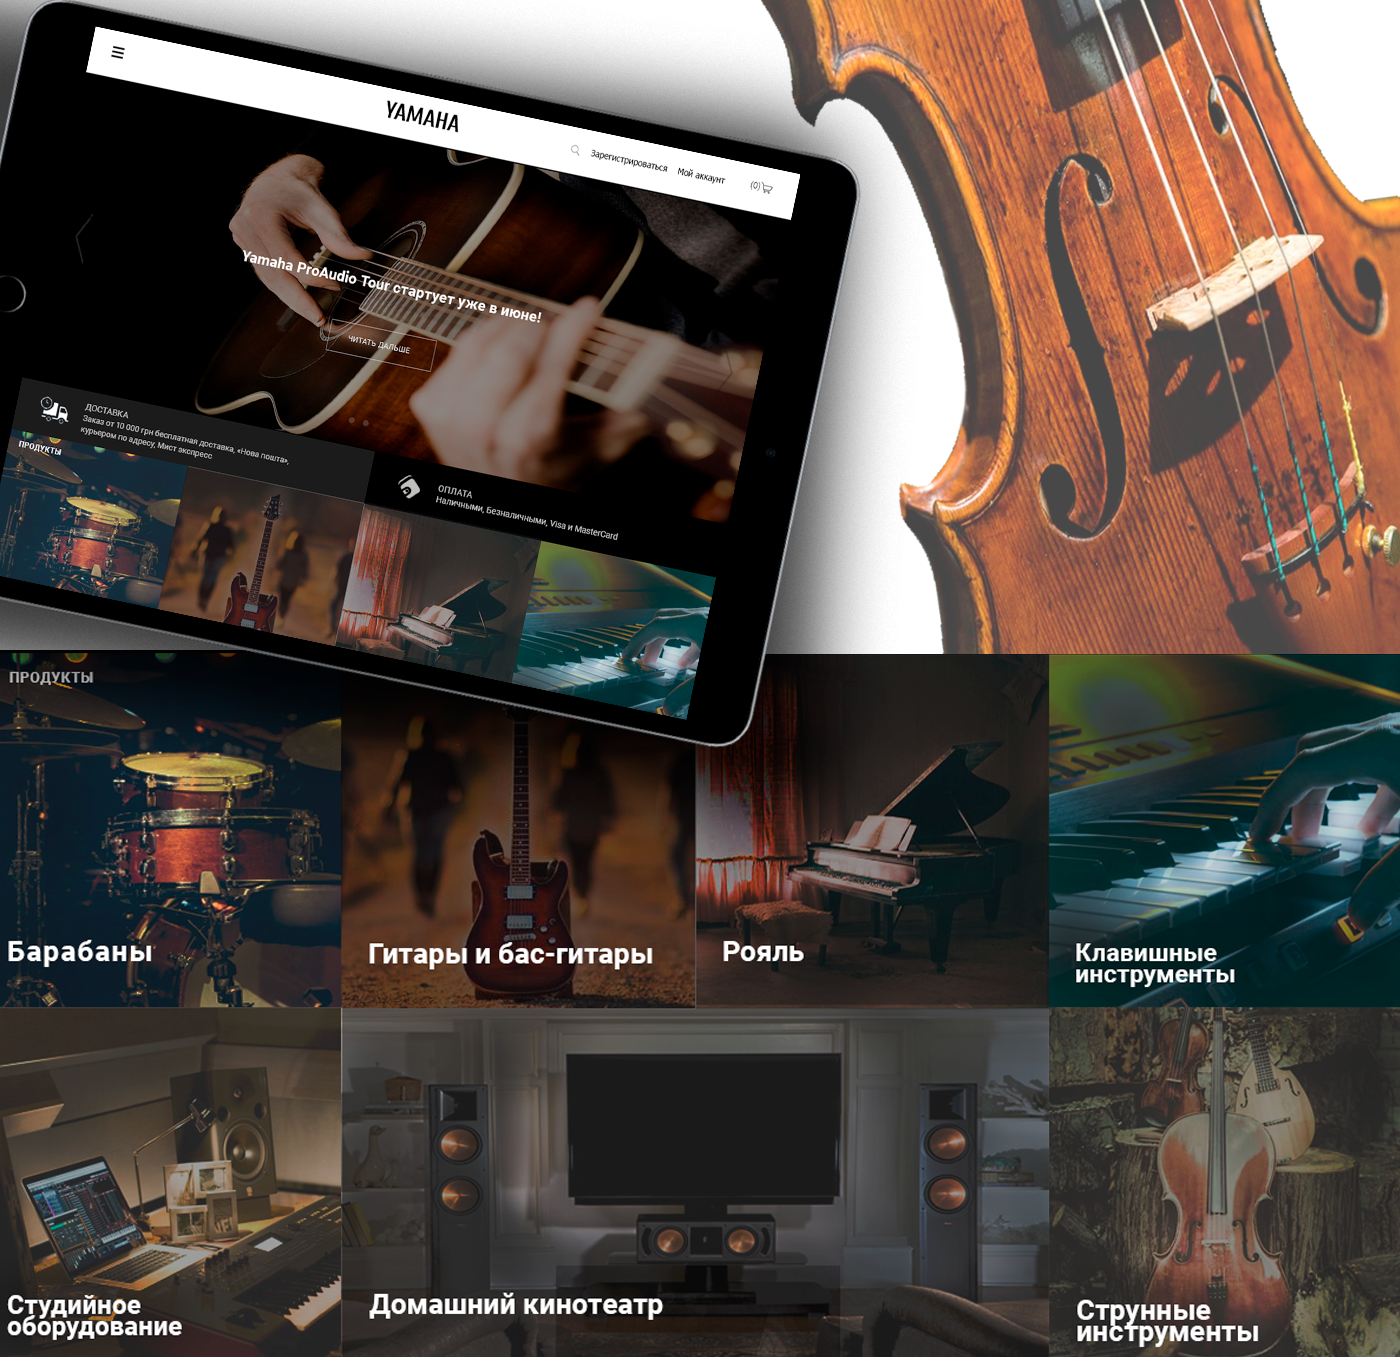 YAMAHA
Зарегистрироваться
Мой аккаунт
(0)
Yamaha ProAudio Tour стартует уже в июне!
ЧИТАТЬ ДАЛЬШЕ
ДОСТАВКА
Заказ от 10 000 грн бесплатная доставка, «Нова пошта»,
курьером по адресу, Мист экспресс
ОПЛАТА
Наличными, Безналичными, Visa и MasterCard
ПРОДУКТЫ
ПРОДУКТЫ
Барабаны
Гитары и бас-гитары
Рояль
Клавишные
инструменты
Студийное
оборудование
Домашний кинотеатр
Струнные
инструменты